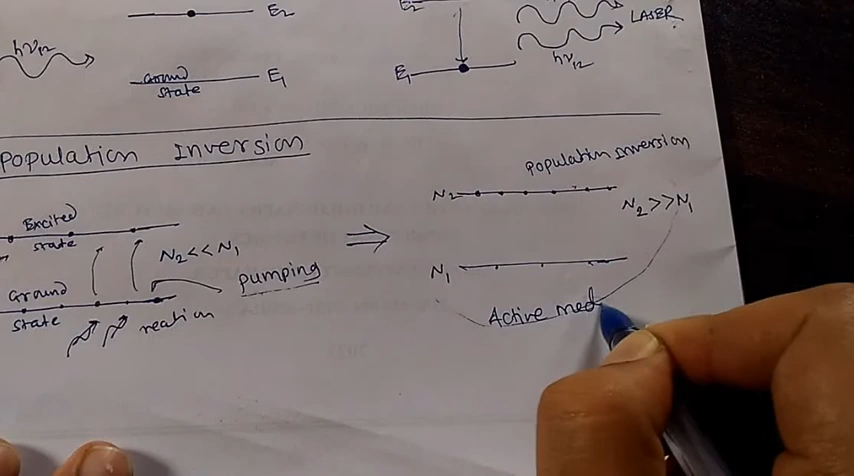 E2
E2
LASER
hν12
hν12
Ground
state
E1
E1
Population Inversion
Population Inversion
N2
N2 >> N1
Excited
state
N2 << N1
⇒
N1
Ground
state
Pumping
reation
Active med